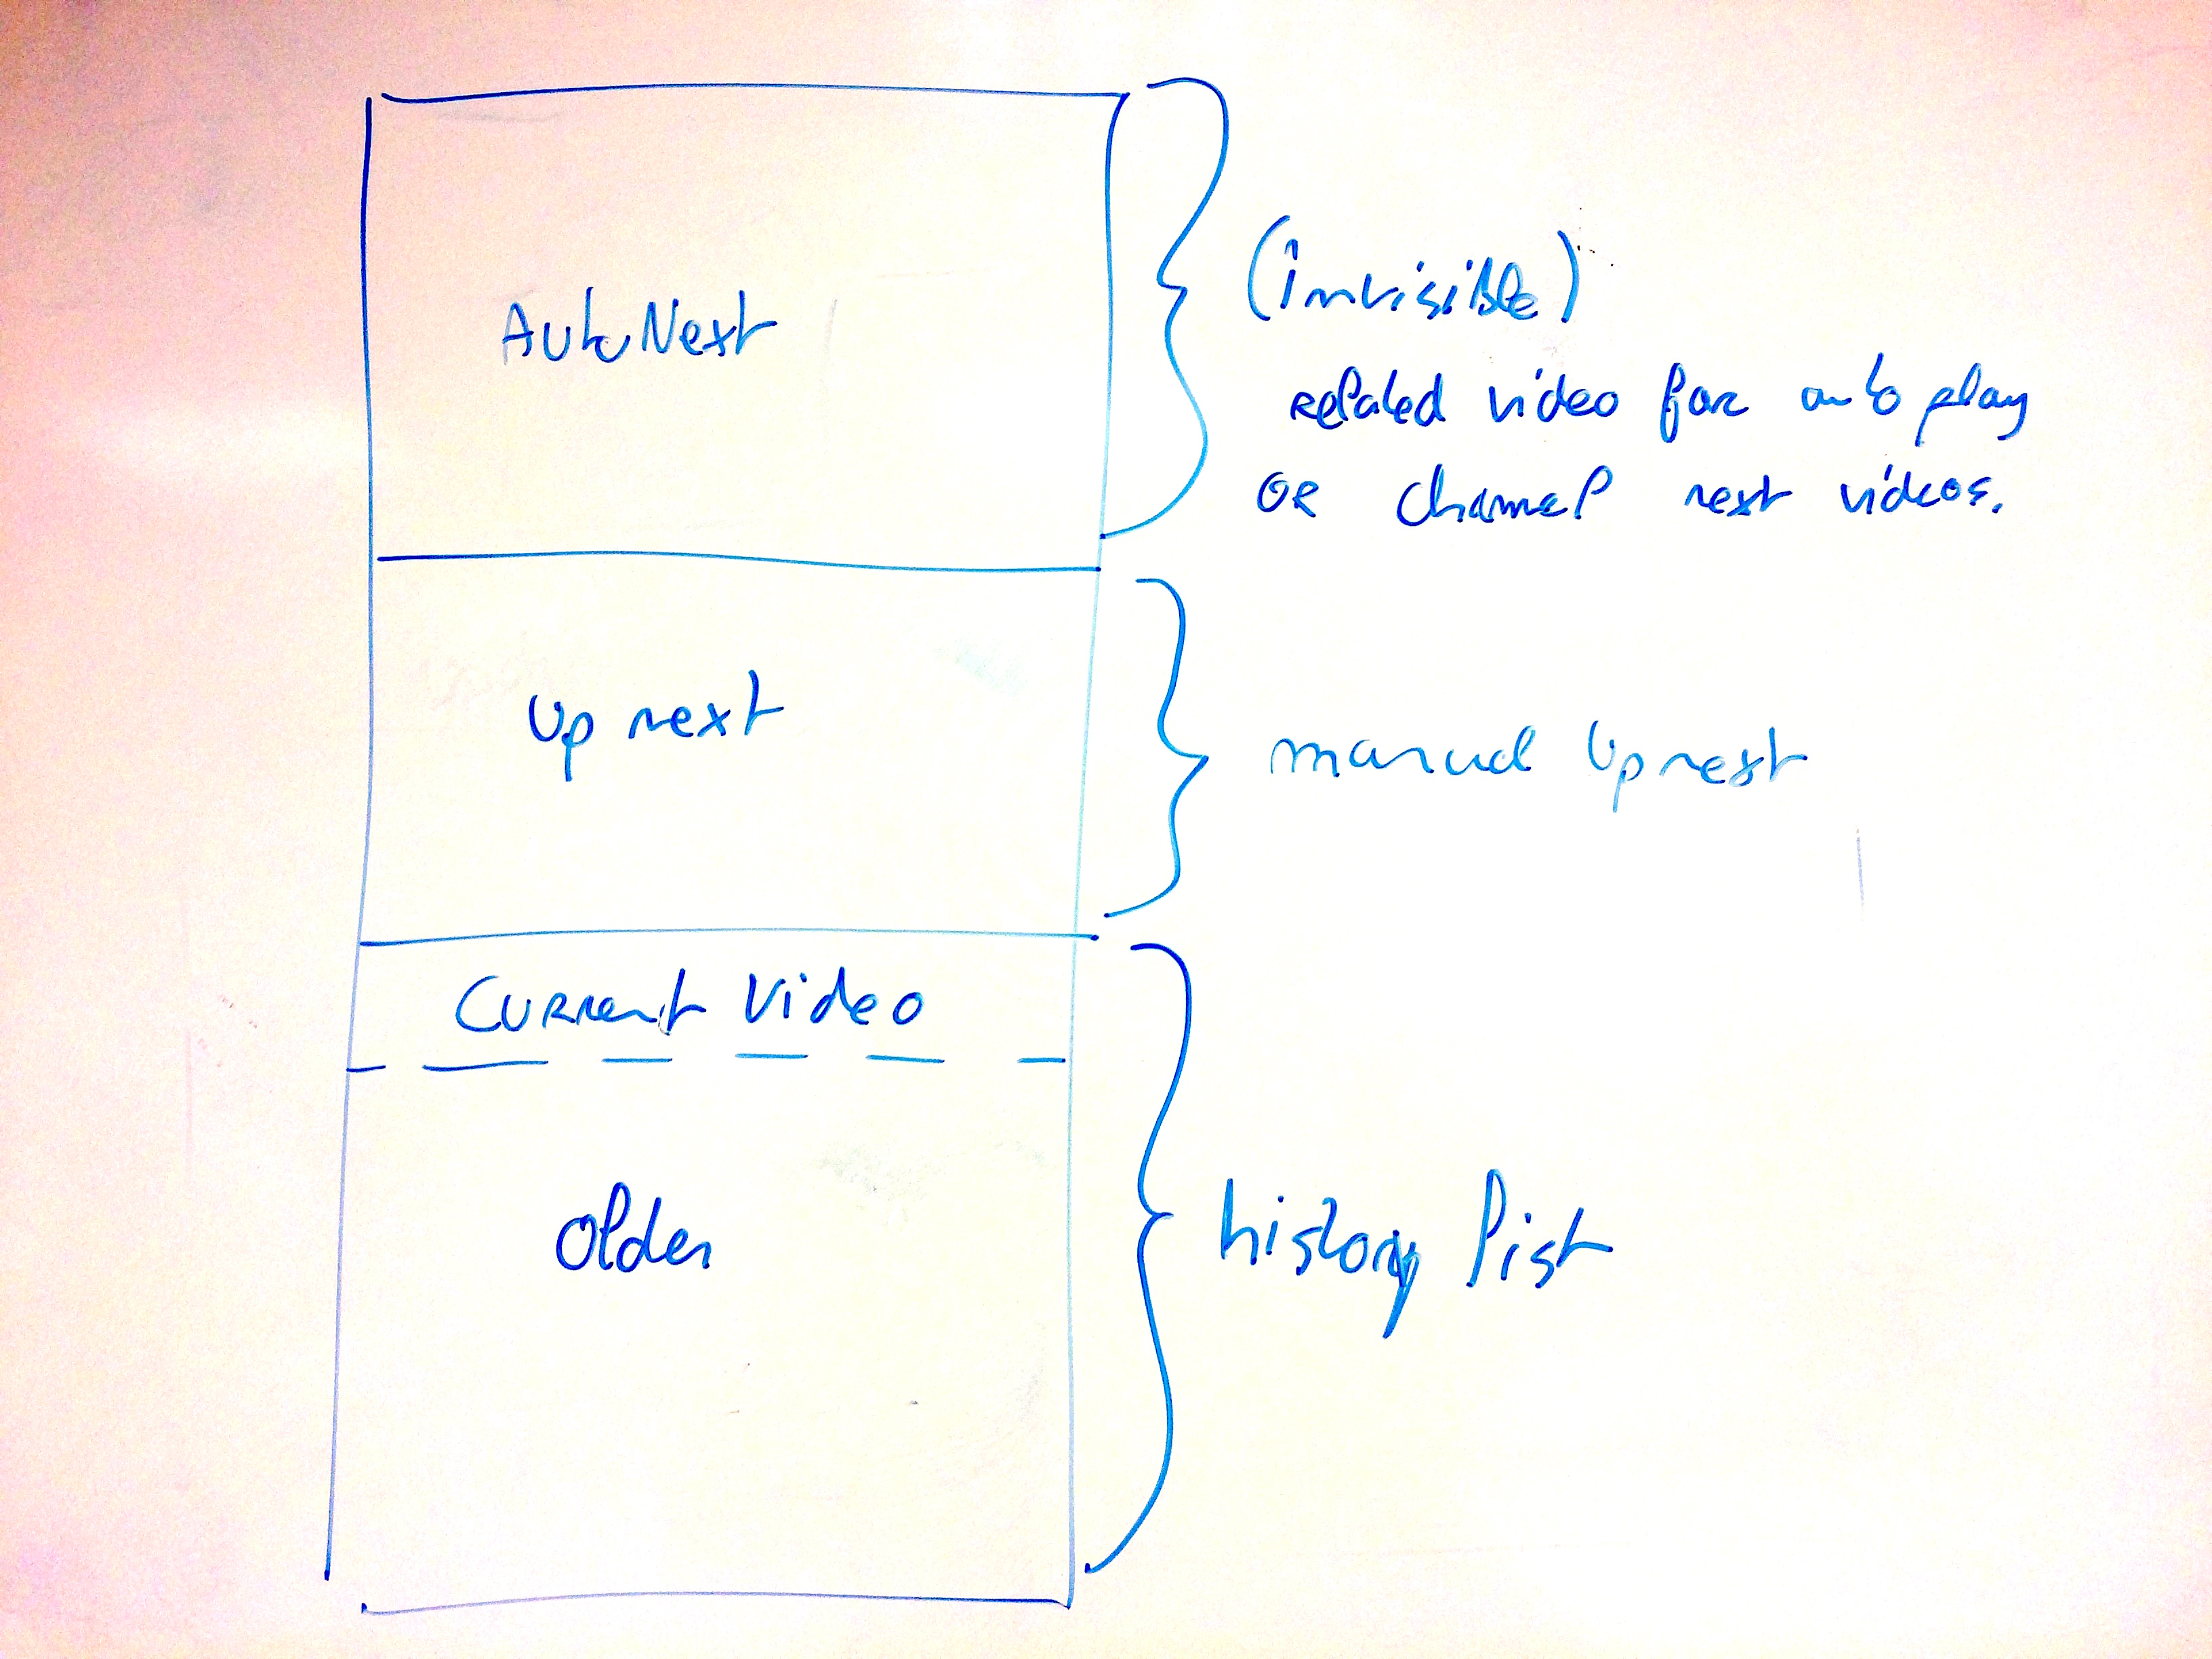 AutoNext
(invisible)
related video for auto play
OR channel next videos.
Up next
manual Up next
Current Video
Older
history list